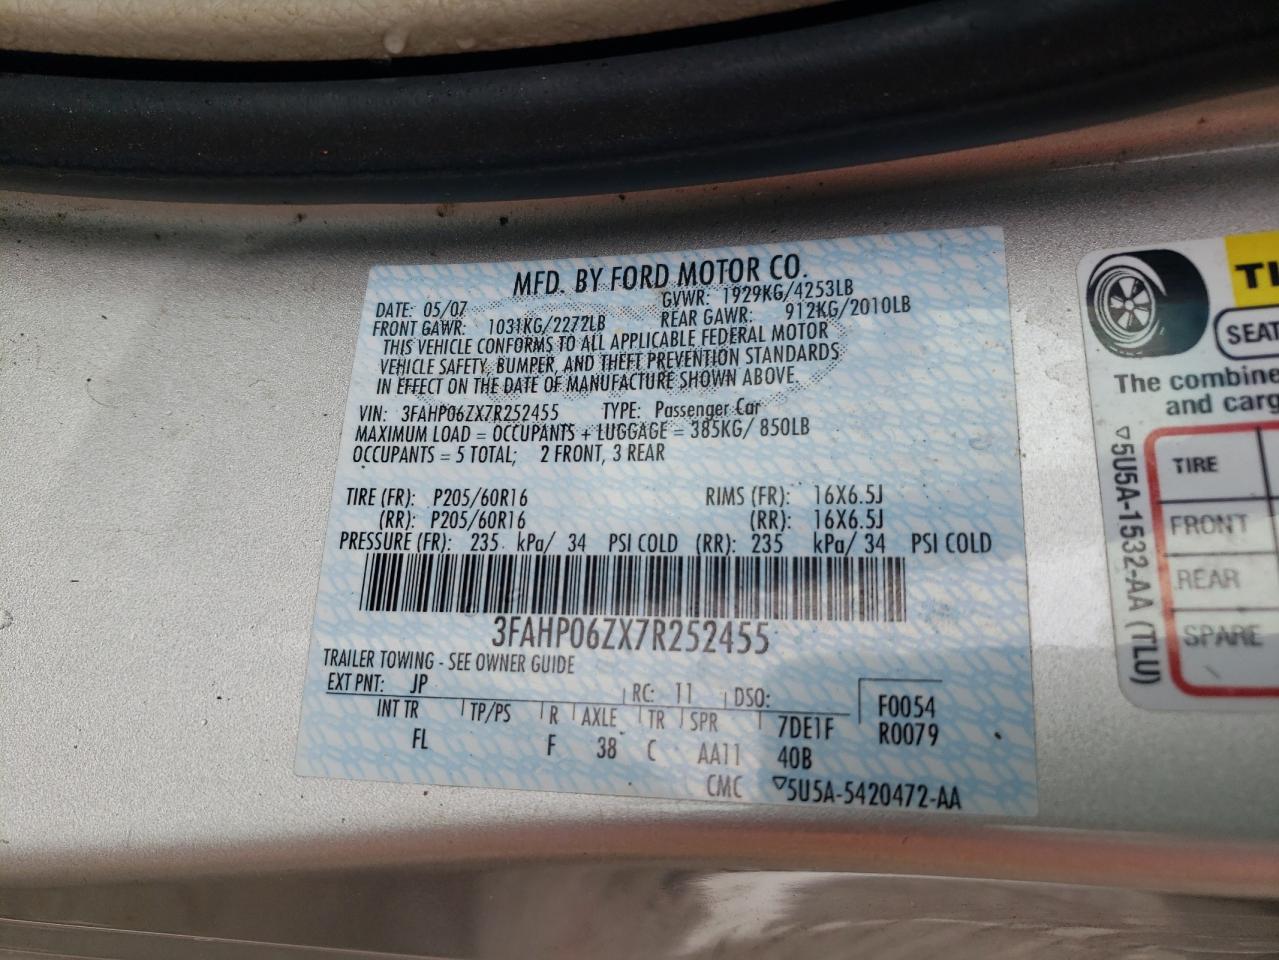 MFD. BY FORD MOTOR CO.
DATE: 05/07 GVWR: 1929KG/4253LB
FRONT GAWR: 1031KG/2272LB REAR GAWR: 912KG/2010LB
THIS VEHICLE CONFORMS TO ALL APPLICABLE FEDERAL MOTOR
VEHICLE SAFETY, BUMPER, AND THEFT PREVENTION STANDARDS
IN EFFECT ON THE DATE OF MANUFACTURE SHOWN ABOVE.
VIN: 3FAHP06ZX7R252455 TYPE: Passenger Car
MAXIMUM LOAD = OCCUPANTS + LUGGAGE = 385KG/ 850LB
OCCUPANTS = 5 TOTAL; 2 FRONT, 3 REAR
TIRE (FR): P205/60R16 RIMS (FR): 16X6.5J
(RR): P205/60R16 (RR): 16X6.5J
PRESSURE (FR): 235 kPa/ 34 PSI COLD (RR): 235 kPa/ 34 PSI COLD
3FAHP06ZX7R252455
TRAILER TOWING - SEE OWNER GUIDE
EXT PNT: JP RC: 11 DSO: F0054
INT TR TP/PS R AXLE TR SPR 7DE1F R0079
FL F 38 C AA11 40B
CMC ▽5U5A-5420472-AA
TI
SEAT
The combine
and carg
TIRE
FRONT
REAR
SPARE
▽5U5A-1532-AA (TLU)